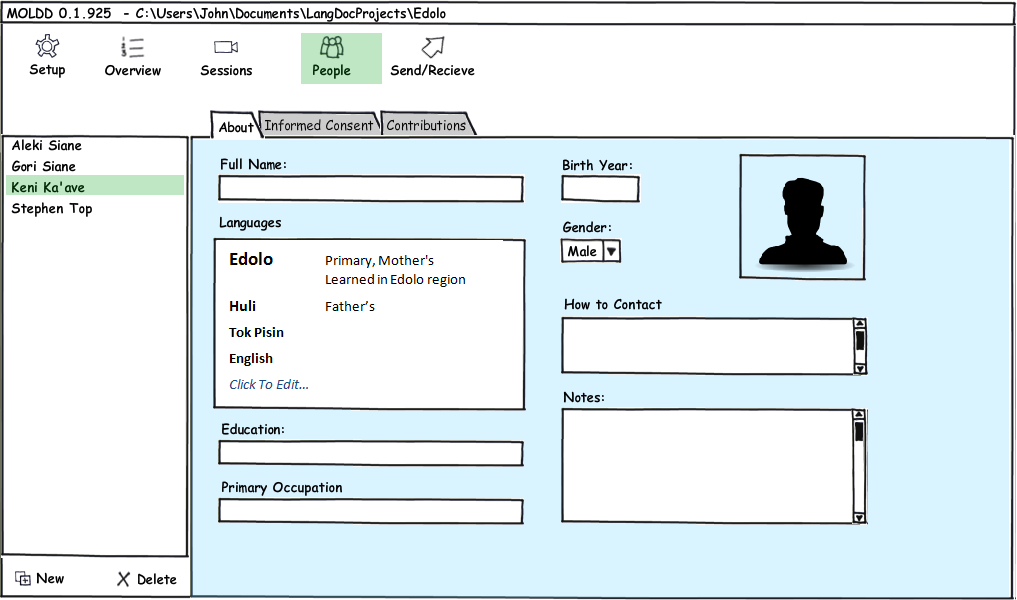 MOLDD 0.1.925 - C:\Users\John\Documents\LangDocProjects\Edolo
Setup
Overview
Sessions
People
Send/Recieve
About
Informed Consent
Contributions
Aleki Siane
Gori Siane
Keni Ka'ave
Stephen Top
New
Delete
Full Name:
Languages
Edolo Primary, Mother's
Learned in Edolo region
Huli Father’s
Tok Pisin
English
Click To Edit...
Education:
Primary Occupation
Birth Year:
Gender:
Male
How to Contact
Notes: